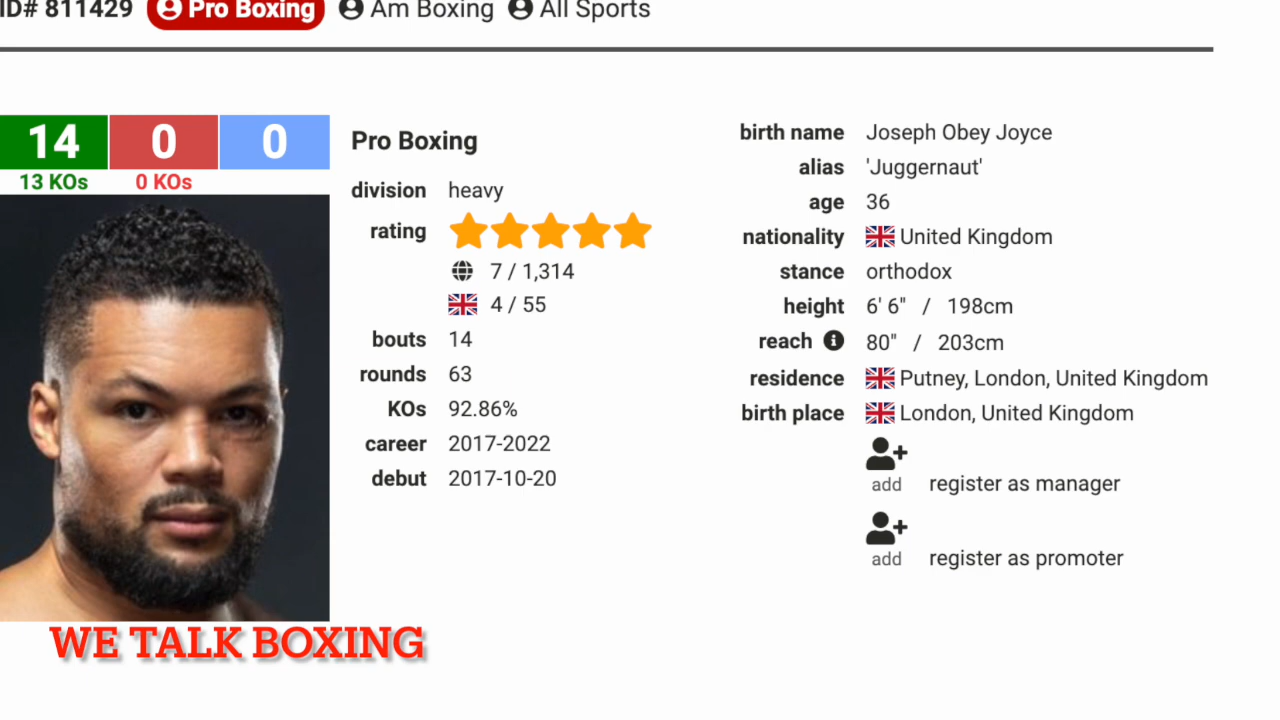 ID# 811429 Pro Boxing Am Boxing All Sports
14 0 0
13 KOs 0 KOs
Pro Boxing
division heavy
rating
7 / 1,314
4 / 55
bouts 14
rounds 63
KOs 92.86%
career 2017-2022
debut 2017-10-20
birth name Joseph Obey Joyce
alias 'Juggernaut'
age 36
nationality United Kingdom
stance orthodox
height 6' 6" / 198cm
reach 80" / 203cm
residence Putney, London, United Kingdom
birth place London, United Kingdom
add register as manager
add register as promoter
WE TALK BOXING